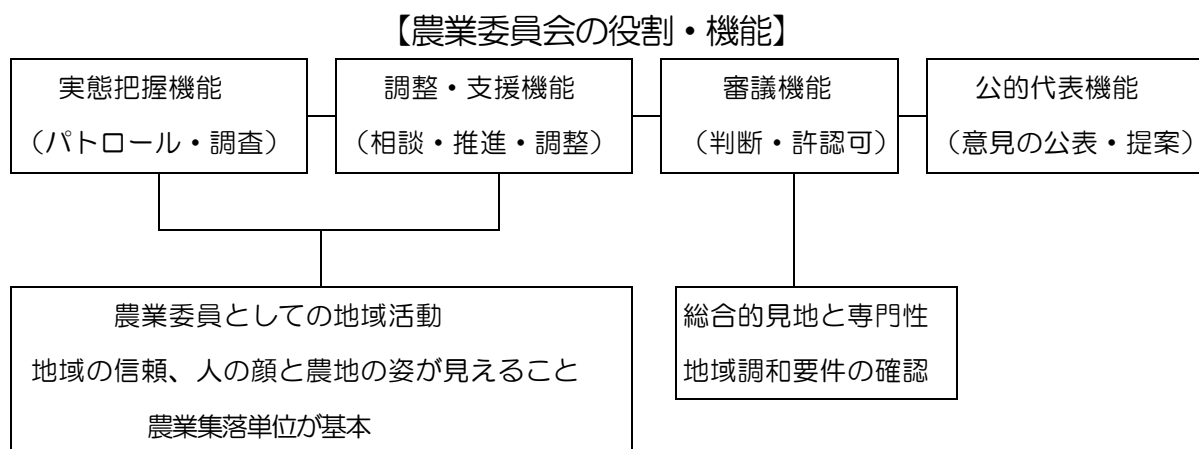 【農業委員会の役割・機能】
実態把握機能
（パトロール・調査）
調整・支援機能
（相談・推進・調整）
審議機能
（判断・許認可）
公的代表機能
（意見の公表・提案）
農業委員としての地域活動
地域の信頼、人の顔と農地の姿が見えること
農業集落単位が基本
総合的見地と専門性
地域調和要件の確認